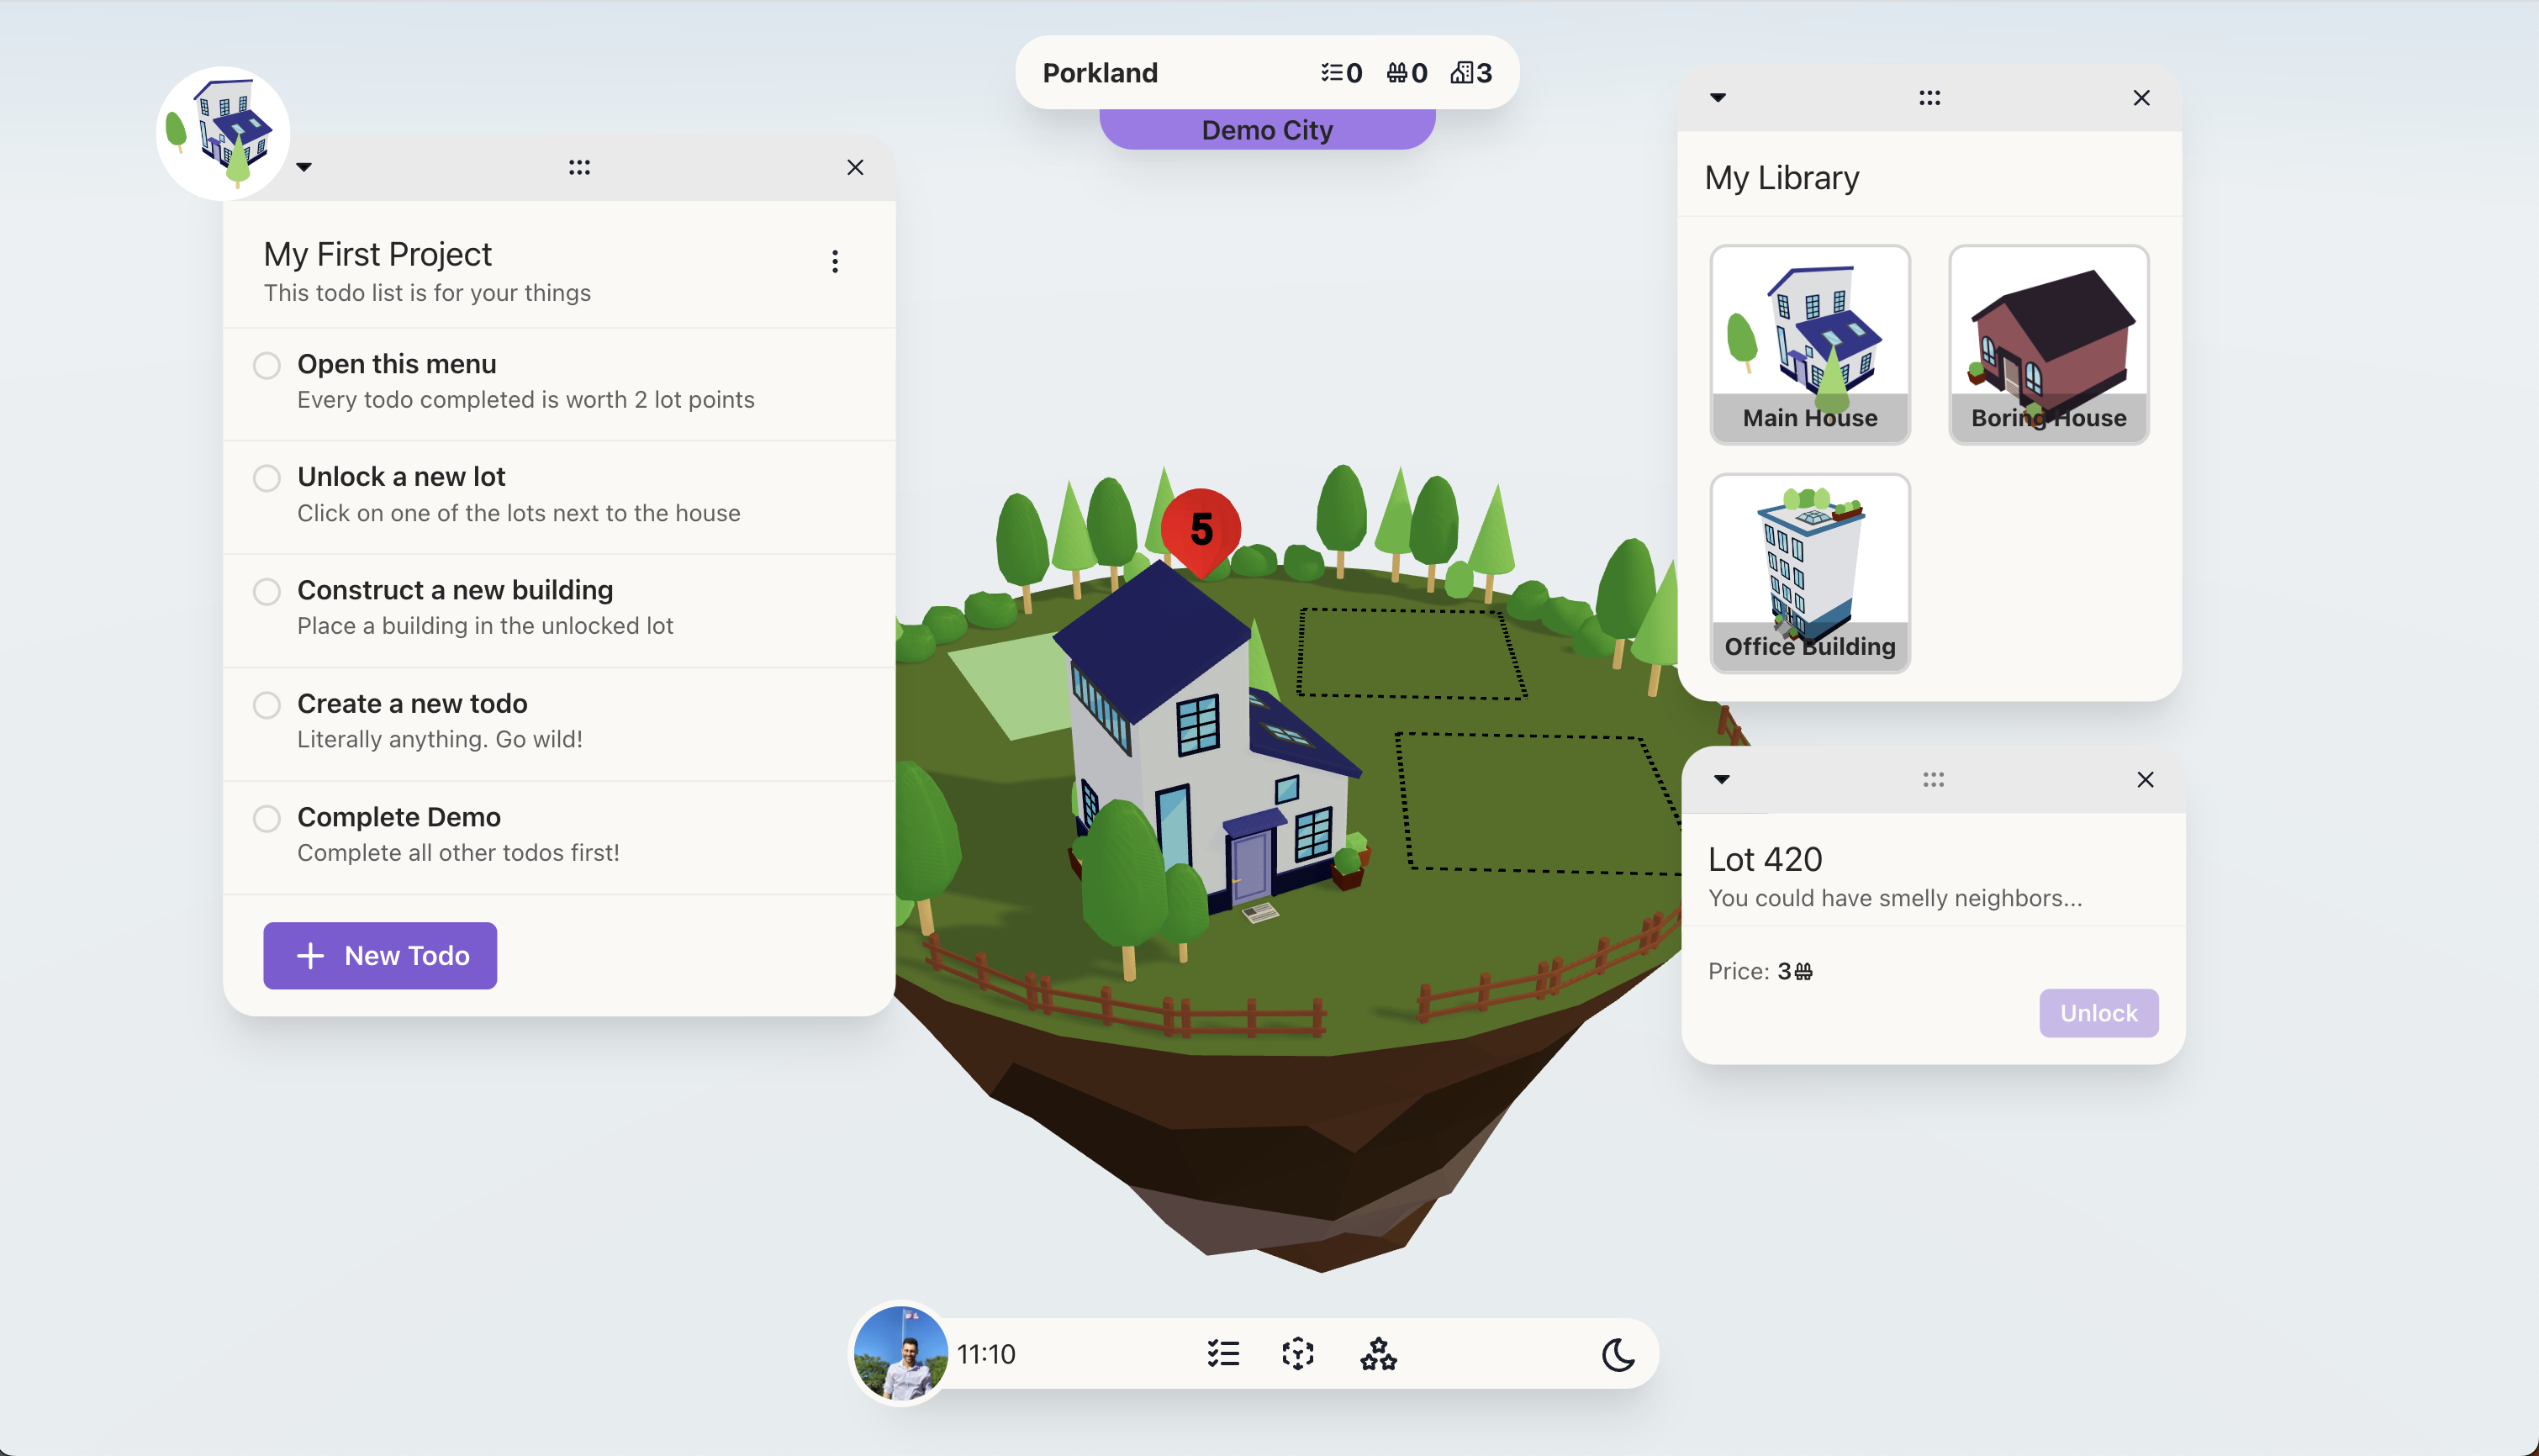 Porkland
0
0
3
Demo City
My First Project
This todo list is for your things
Open this menu
Every todo completed is worth 2 lot points
Unlock a new lot
Click on one of the lots next to the house
Construct a new building
Place a building in the unlocked lot
Create a new todo
Literally anything. Go wild!
Complete Demo
Complete all other todos first!
New Todo
5
My Library
Main House
Boring House
Office Building
Lot 420
You could have smelly neighbors...
Price: 3
Unlock
11:10